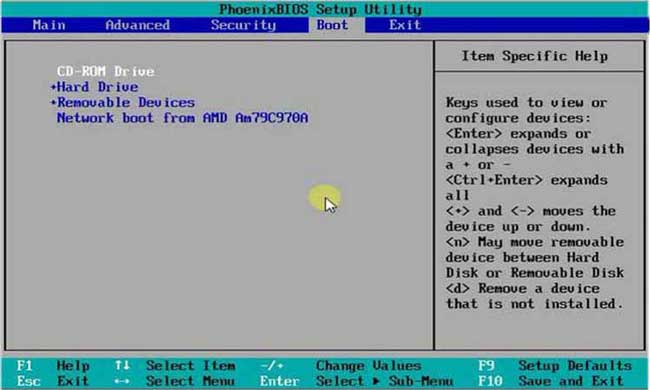 PhoenixBIOS Setup Utility
Main Advanced Security Boot Exit
Item Specific Help
CD-ROM Drive
+Hard Drive
+Removable Devices
Network boot from AMD Am79C970A
Keys used to view or
configure devices:
<Enter> expands or
collapses devices with
a + or -
<Ctrl+Enter> expands
all
<+> and <-> moves the
device up or down.
<n> May move removable
device between Hard
Disk or Removable Disk
<d> Remove a device
that is not installed.
F1 Help ↑↓ Select Item -/+ Change Values F9 Setup Defaults
Esc Exit ↔ Select Menu Enter Select ▶ Sub-Menu F10 Save and Exit